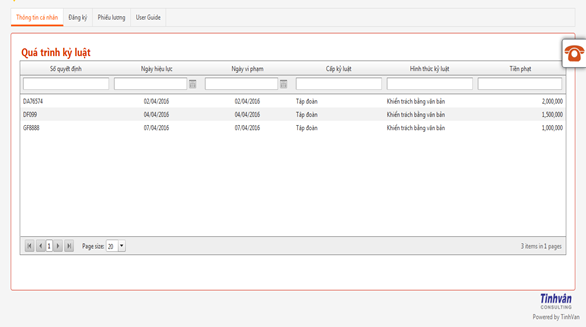 Thông tin cá nhân Đăng ký Phiếu lương User Guide
Quá trình kỷ luật
Số quyết định Ngày hiệu lực Ngày vi phạm Cấp kỷ luật Hình thức kỷ luật Tiền phạt
DA76574 02/04/2016 02/04/2016 Tập đoàn Khiển trách bằng văn bản 2,000,000
DF999 04/04/2016 04/04/2016 Tập đoàn Khiển trách bằng văn bản 1,500,000
GF8888 07/04/2016 07/04/2016 Tập đoàn Khiển trách bằng văn bản 1,000,000
1 Page size: 20 3 items in 1 pages
Tinhvân
CONSULTING
Powered by TinhVan